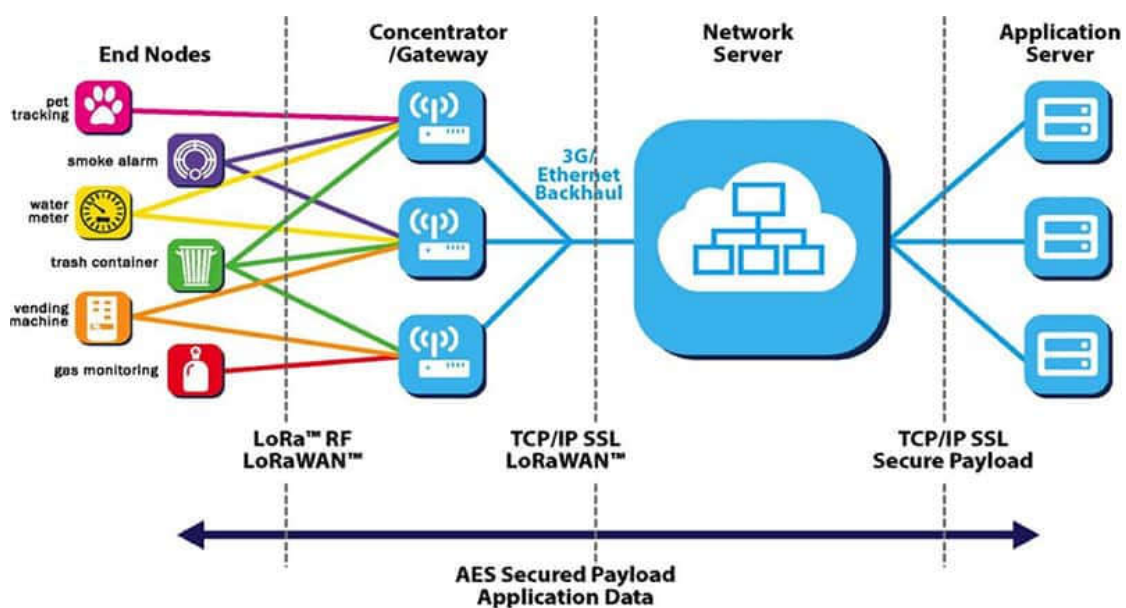 End Nodes
Concentrator
/Gateway
Network
Server
Application
Server
pet
tracking
smoke alarm
water
meter
trash container
vending
machine
gas monitoring
3G/
Ethernet
Backhaul
LoRa™ RF
LoRaWAN™
TCP/IP SSL
LoRaWAN™
TCP/IP SSL
Secure Payload
AES Secured Payload
Application Data